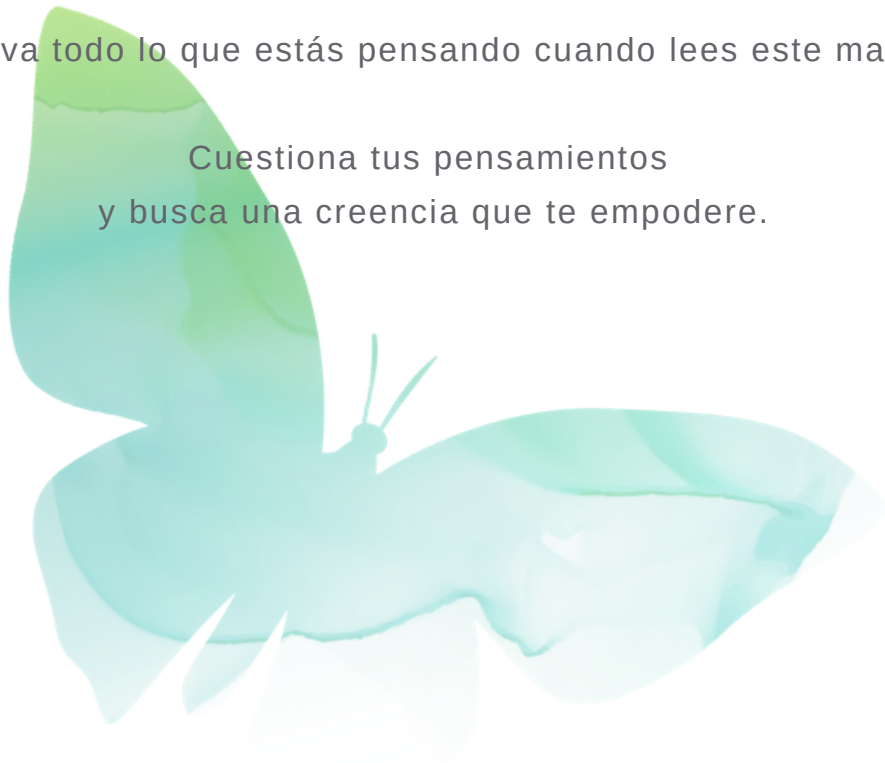 va todo lo que estás pensando cuando lees este ma
Cuestiona tus pensamientos
y busca una creencia que te empodere.